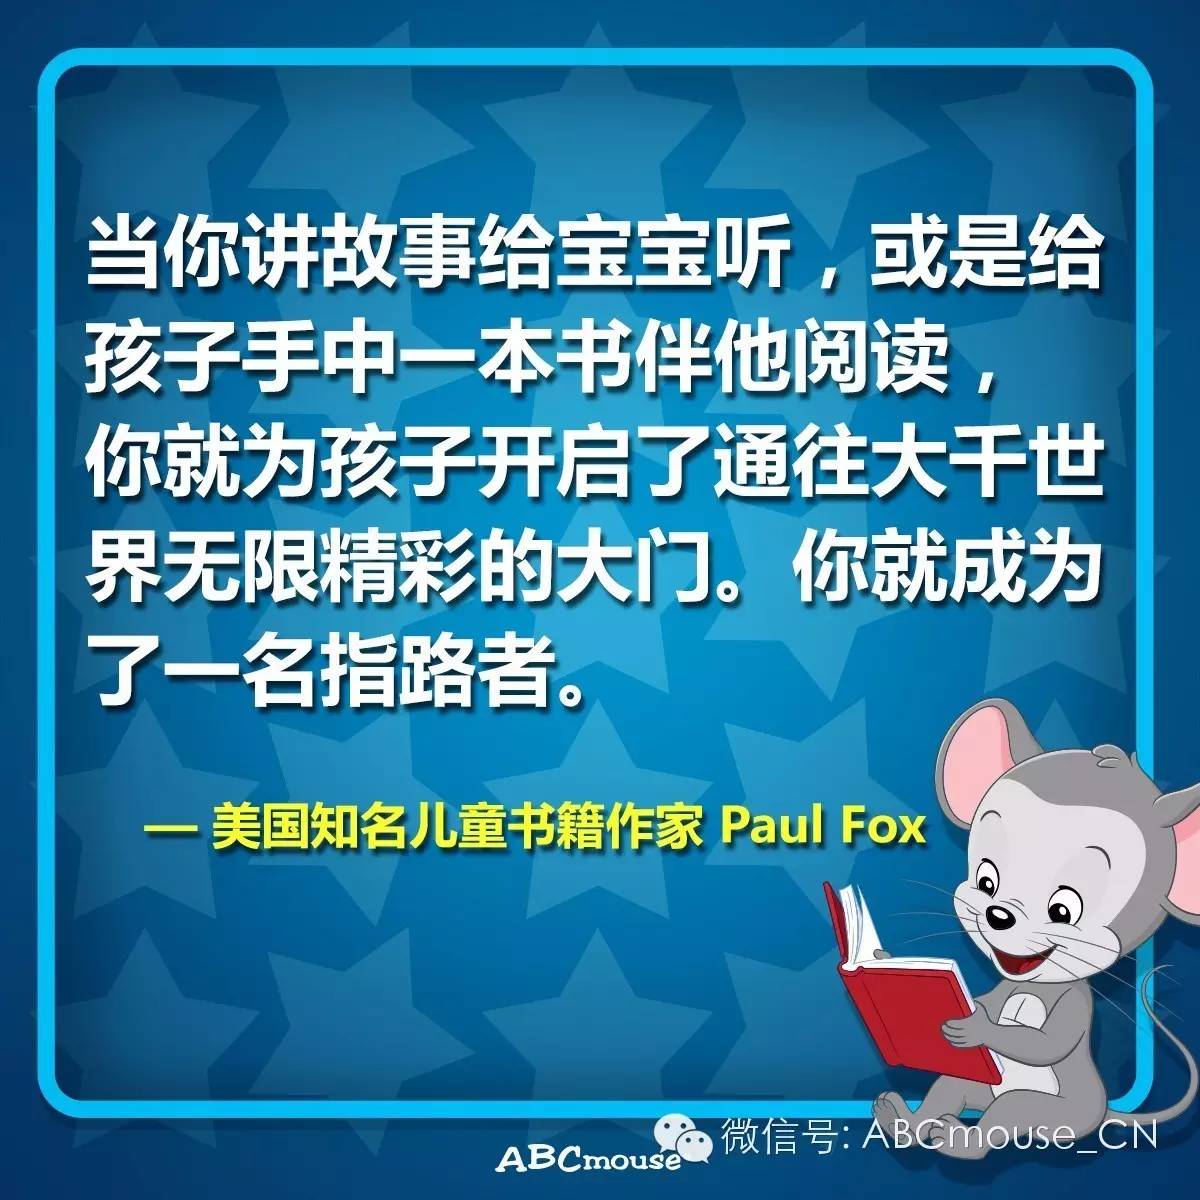 当你讲故事给宝宝听，或是给
孩子手中一本书伴他阅读，
你就为孩子开启了通往大千世
界无限精彩的大门。你就成为
了一名指路者。
— 美国知名儿童书籍作家 Paul Fox
微信号: ABCmouse_CN
ABCmouse